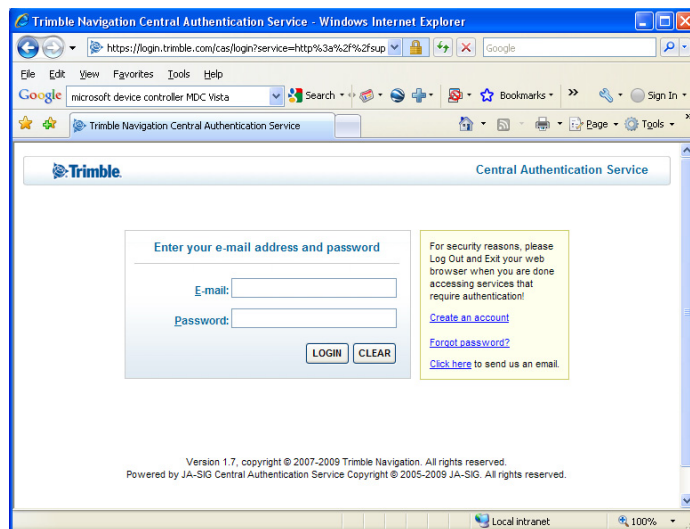 Trimble Navigation Central Authentication Service - Windows Internet Explorer
https://login.trimble.com/cas/login?service=http%3a%2f%2fsup
Google
File Edit View Favorites Tools Help
Google microsoft device controller MDC Vista Search Bookmarks Sign In
Trimble Navigation Central Authentication Service Page Tools
Trimble. Central Authentication Service
Enter your e-mail address and password
E-mail:
Password:
LOGIN CLEAR
For security reasons, please
Log Out and Exit your web
browser when you are done
accessing services that
require authentication!
Create an account
Forgot password?
Click here to send us an email.
Version 1.7, copyright © 2007-2009 Trimble Navigation. All rights reserved.
Powered by JA-SIG Central Authentication Service Copyright © 2005-2009 JA-SIG. All rights reserved.
Local intranet 100%